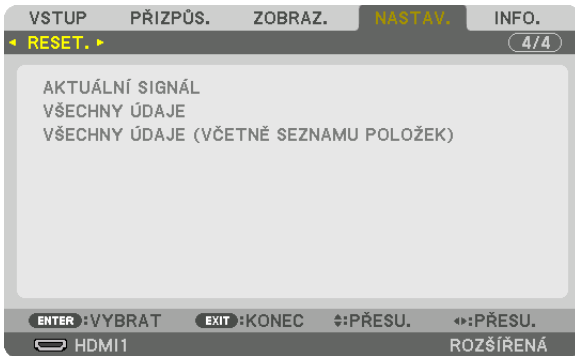 VSTUP PŘIZPŮS. ZOBRAZ. NASTAV. INFO.
RESET. 4/4
AKTUÁLNÍ SIGNÁL
VŠECHNY ÚDAJE
VŠECHNY ÚDAJE (VČETNĚ SEZNAMU POLOŽEK)
ENTER :VYBRAT EXIT :KONEC :PŘESU. :PŘESU.
HDMI1 ROZŠÍŘENÁ